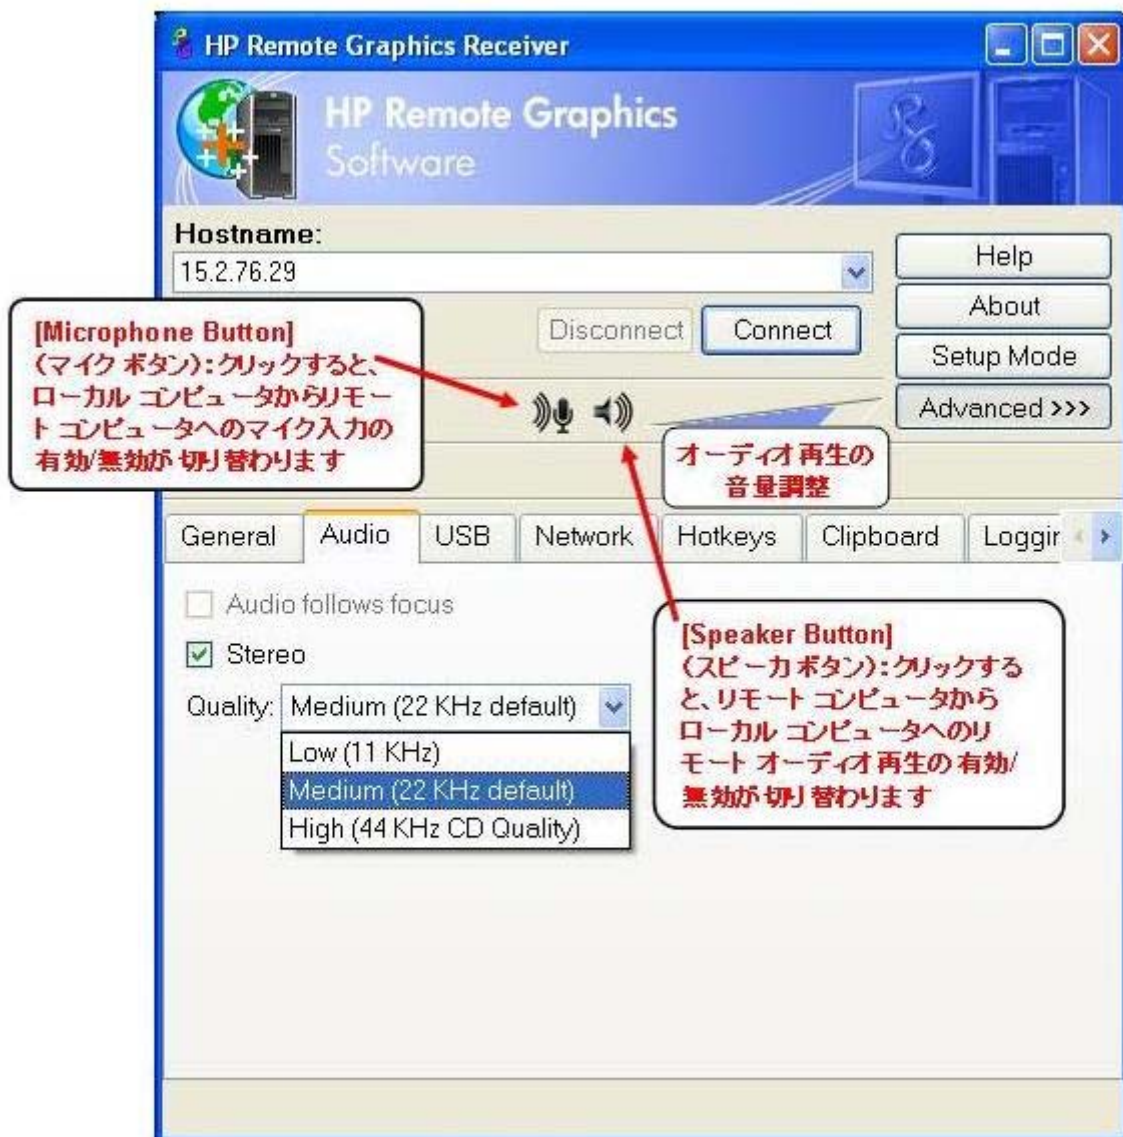 HP Remote Graphics Receiver
HP Remote Graphics
Software
Hostname:
15.2.76.29
Help
About
Setup Mode
Advanced >>>
Disconnect
Connect
[Microphone Button]
(マイク ボタン):クリックすると、
ローカル コンピュータからリモー
ト コンピュータへのマイク入力の
有効/無効が切り替わります
オーディオ再生の
音量調整
General
Audio
USB
Network
Hotkeys
Clipboard
Loggin
Audio follows focus
Stereo
Quality:
Medium (22 KHz default)
Low (11 KHz)
Medium (22 KHz default)
High (44 KHz CD Quality)
[Speaker Button]
(スピーカ ボタン):クリックする
と、リモート コンピュータから
ローカル コンピュータへのリ
モート オーディオ再生の有効/
無効が切り替わります